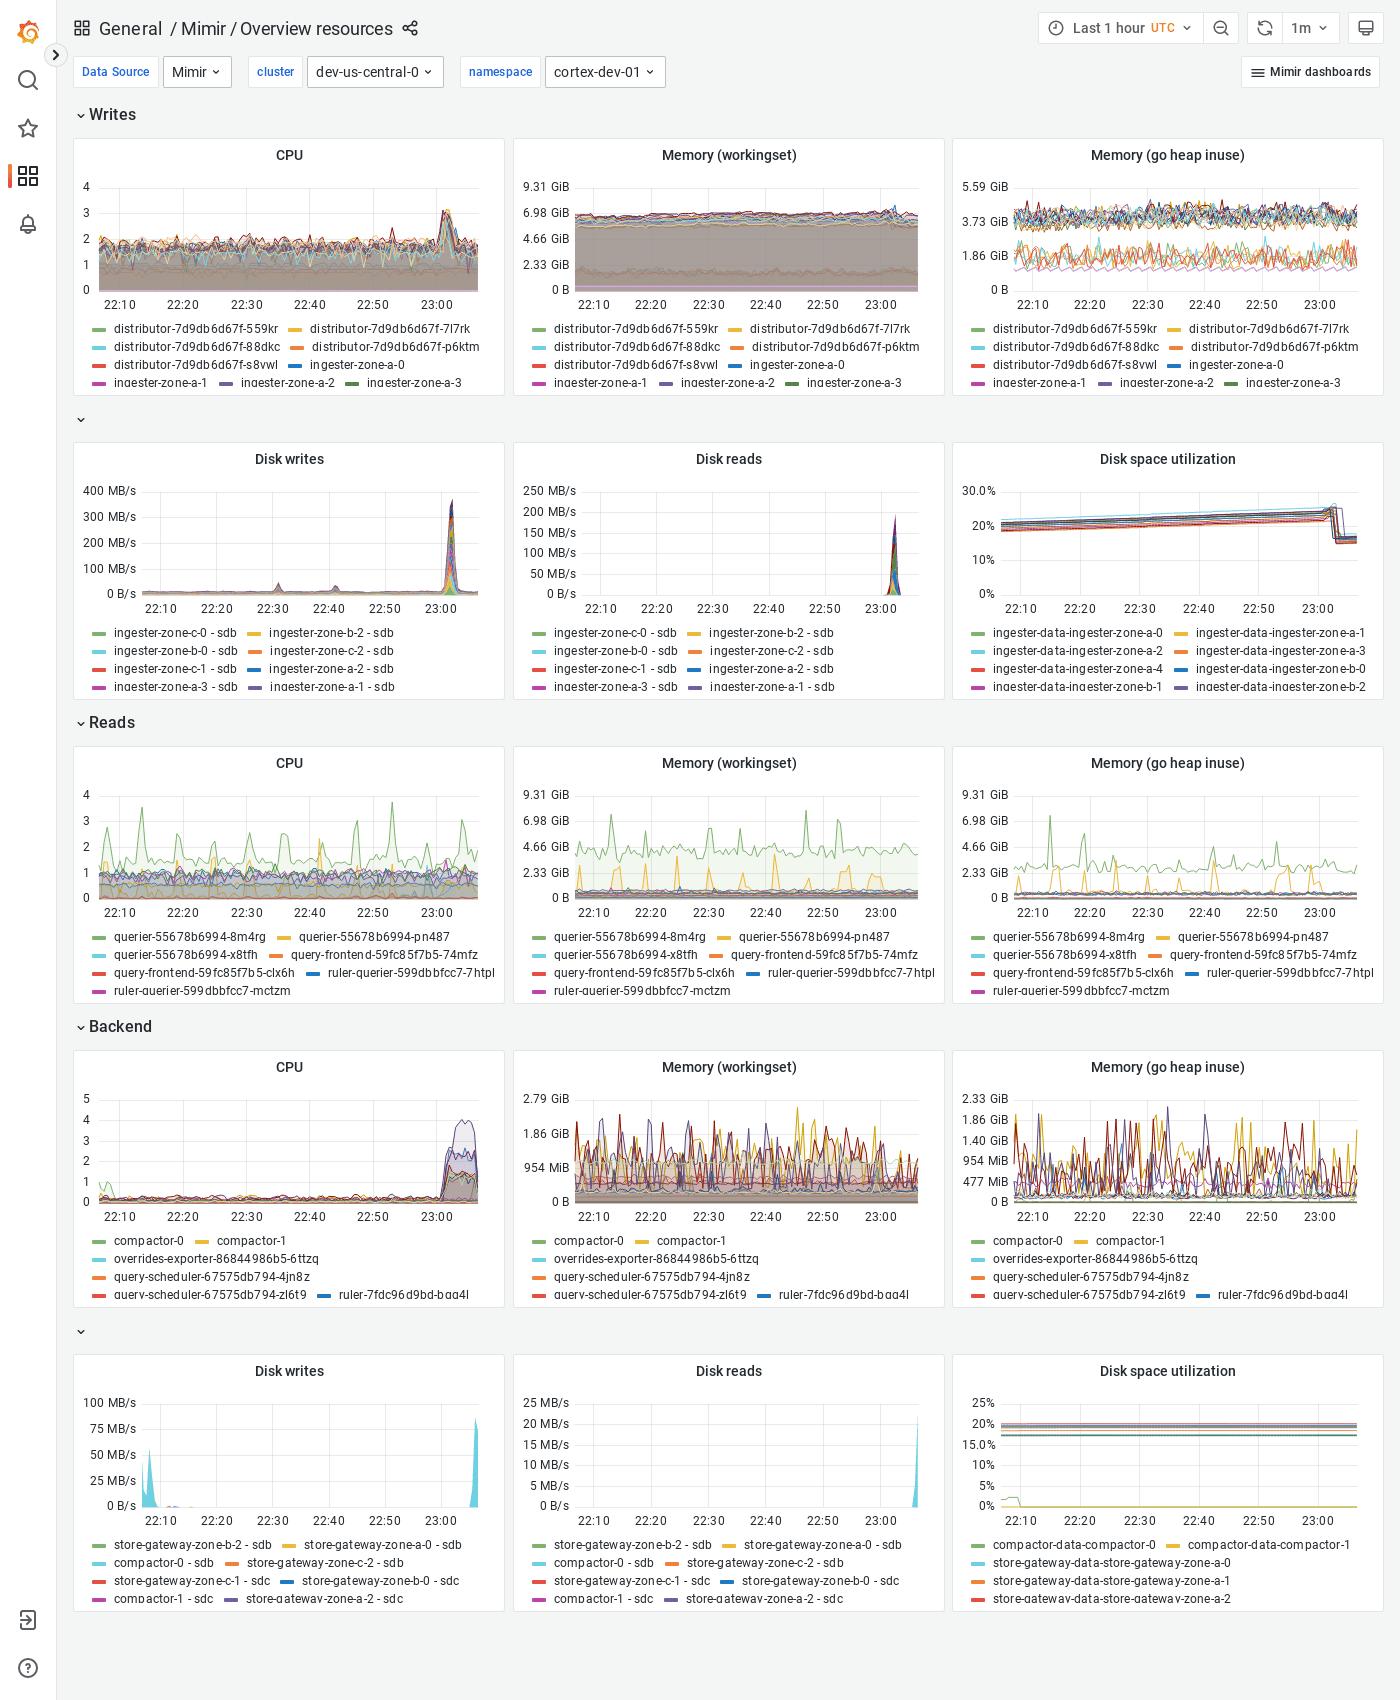 General / Mimir / Overview resources
Last 1 hour UTC
1m
Data Source Mimir cluster dev-us-central-0 namespace cortex-dev-01
Mimir dashboards
Writes
CPU
4
3
2
1
0
22:10 22:20 22:30 22:40 22:50 23:00
distributor-7d9db6d67f-559kr distributor-7d9db6d67f-7l7rk
distributor-7d9db6d67f-88dkc distributor-7d9db6d67f-p6ktm
distributor-7d9db6d67f-s8vwl ingester-zone-a-0
ingester-zone-a-1 ingester-zone-a-2 ingester-zone-a-3
Memory (workingset)
9.31 GiB
6.98 GiB
4.66 GiB
2.33 GiB
0 B
22:10 22:20 22:30 22:40 22:50 23:00
distributor-7d9db6d67f-559kr distributor-7d9db6d67f-7l7rk
distributor-7d9db6d67f-88dkc distributor-7d9db6d67f-p6ktm
distributor-7d9db6d67f-s8vwl ingester-zone-a-0
ingester-zone-a-1 ingester-zone-a-2 ingester-zone-a-3
Memory (go heap inuse)
5.59 GiB
3.73 GiB
1.86 GiB
0 B
22:10 22:20 22:30 22:40 22:50 23:00
distributor-7d9db6d67f-559kr distributor-7d9db6d67f-7l7rk
distributor-7d9db6d67f-88dkc distributor-7d9db6d67f-p6ktm
distributor-7d9db6d67f-s8vwl ingester-zone-a-0
ingester-zone-a-1 ingester-zone-a-2 ingester-zone-a-3
Disk writes
400 MB/s
300 MB/s
200 MB/s
100 MB/s
0 B/s
22:10 22:20 22:30 22:40 22:50 23:00
ingester-zone-c-0 - sdb ingester-zone-b-2 - sdb
ingester-zone-b-0 - sdb ingester-zone-c-2 - sdb
ingester-zone-c-1 - sdb ingester-zone-a-2 - sdb
ingester-zone-a-3 - sdb ingester-zone-a-1 - sdb
Disk reads
250 MB/s
200 MB/s
150 MB/s
100 MB/s
50 MB/s
0 B/s
22:10 22:20 22:30 22:40 22:50 23:00
ingester-zone-c-0 - sdb ingester-zone-b-2 - sdb
ingester-zone-b-0 - sdb ingester-zone-c-2 - sdb
ingester-zone-c-1 - sdb ingester-zone-a-2 - sdb
ingester-zone-a-3 - sdb ingester-zone-a-1 - sdb
Disk space utilization
30.0%
20%
10%
0%
22:10 22:20 22:30 22:40 22:50 23:00
ingester-data-ingester-zone-a-0 ingester-data-ingester-zone-a-1
ingester-data-ingester-zone-a-2 ingester-data-ingester-zone-a-3
ingester-data-ingester-zone-a-4 ingester-data-ingester-zone-b-0
ingester-data-ingester-zone-b-1 ingester-data-ingester-zone-b-2
Reads
CPU
4
3
2
1
0
22:10 22:20 22:30 22:40 22:50 23:00
querier-55678b6994-8m4rg querier-55678b6994-pn487
querier-55678b6994-x8tfh query-frontend-59fc85f7b5-74mfz
query-frontend-59fc85f7b5-clx6h ruler-querier-599dbbfcc7-7htpl
ruler-querier-599dbbfcc7-mctzm
Memory (workingset)
9.31 GiB
6.98 GiB
4.66 GiB
2.33 GiB
0 B
22:10 22:20 22:30 22:40 22:50 23:00
querier-55678b6994-8m4rg querier-55678b6994-pn487
querier-55678b6994-x8tfh query-frontend-59fc85f7b5-74mfz
query-frontend-59fc85f7b5-clx6h ruler-querier-599dbbfcc7-7htpl
ruler-querier-599dbbfcc7-mctzm
Memory (go heap inuse)
9.31 GiB
6.98 GiB
4.66 GiB
2.33 GiB
0 B
22:10 22:20 22:30 22:40 22:50 23:00
querier-55678b6994-8m4rg querier-55678b6994-pn487
querier-55678b6994-x8tfh query-frontend-59fc85f7b5-74mfz
query-frontend-59fc85f7b5-clx6h ruler-querier-599dbbfcc7-7htpl
ruler-querier-599dbbfcc7-mctzm
Backend
CPU
5
4
3
2
1
0
22:10 22:20 22:30 22:40 22:50 23:00
compactor-0 compactor-1
overrides-exporter-86844986b5-6ttzq
query-scheduler-67575db794-4jn8z
query-scheduler-67575db794-zl6t9 ruler-7fdc96d9bd-bqq4l
Memory (workingset)
2.79 GiB
1.86 GiB
954 MiB
0 B
22:10 22:20 22:30 22:40 22:50 23:00
compactor-0 compactor-1
overrides-exporter-86844986b5-6ttzq
query-scheduler-67575db794-4jn8z
query-scheduler-67575db794-zl6t9 ruler-7fdc96d9bd-bqq4l
Memory (go heap inuse)
2.33 GiB
1.86 GiB
1.40 GiB
954 MiB
477 MiB
0 B
22:10 22:20 22:30 22:40 22:50 23:00
compactor-0 compactor-1
overrides-exporter-86844986b5-6ttzq
query-scheduler-67575db794-4jn8z
query-scheduler-67575db794-zl6t9 ruler-7fdc96d9bd-bqq4l
Disk writes
100 MB/s
75 MB/s
50 MB/s
25 MB/s
0 B/s
22:10 22:20 22:30 22:40 22:50 23:00
store-gateway-zone-b-2 - sdb store-gateway-zone-a-0 - sdb
compactor-0 - sdb store-gateway-zone-c-2 - sdb
store-gateway-zone-c-1 - sdc store-gateway-zone-b-0 - sdc
compactor-1 - sdc store-gateway-zone-a-2 - sdc
Disk reads
25 MB/s
20 MB/s
15 MB/s
10 MB/s
5 MB/s
0 B/s
22:10 22:20 22:30 22:40 22:50 23:00
store-gateway-zone-b-2 - sdb store-gateway-zone-a-0 - sdb
compactor-0 - sdb store-gateway-zone-c-2 - sdb
store-gateway-zone-c-1 - sdc store-gateway-zone-b-0 - sdc
compactor-1 - sdc store-gateway-zone-a-2 - sdc
Disk space utilization
25%
20%
15.0%
10%
5%
0%
22:10 22:20 22:30 22:40 22:50 23:00
compactor-data-compactor-0 compactor-data-compactor-1
store-gateway-data-store-gateway-zone-a-0
store-gateway-data-store-gateway-zone-a-1
store-gateway-data-store-gateway-zone-a-2